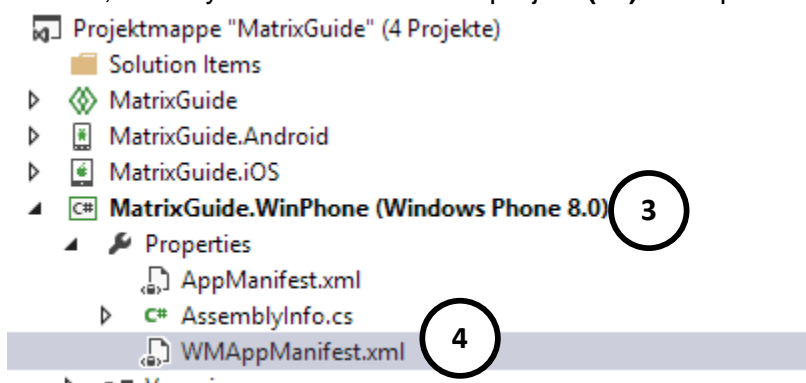 Projektmappe "MatrixGuide" (4 Projekte)
Solution Items
MatrixGuide
MatrixGuide.Android
MatrixGuide.iOS
C# MatrixGuide.WinPhone (Windows Phone 8.0) 3
Properties
AppManifest.xml
C# AssemblyInfo.cs
WMAppManifest.xml 4